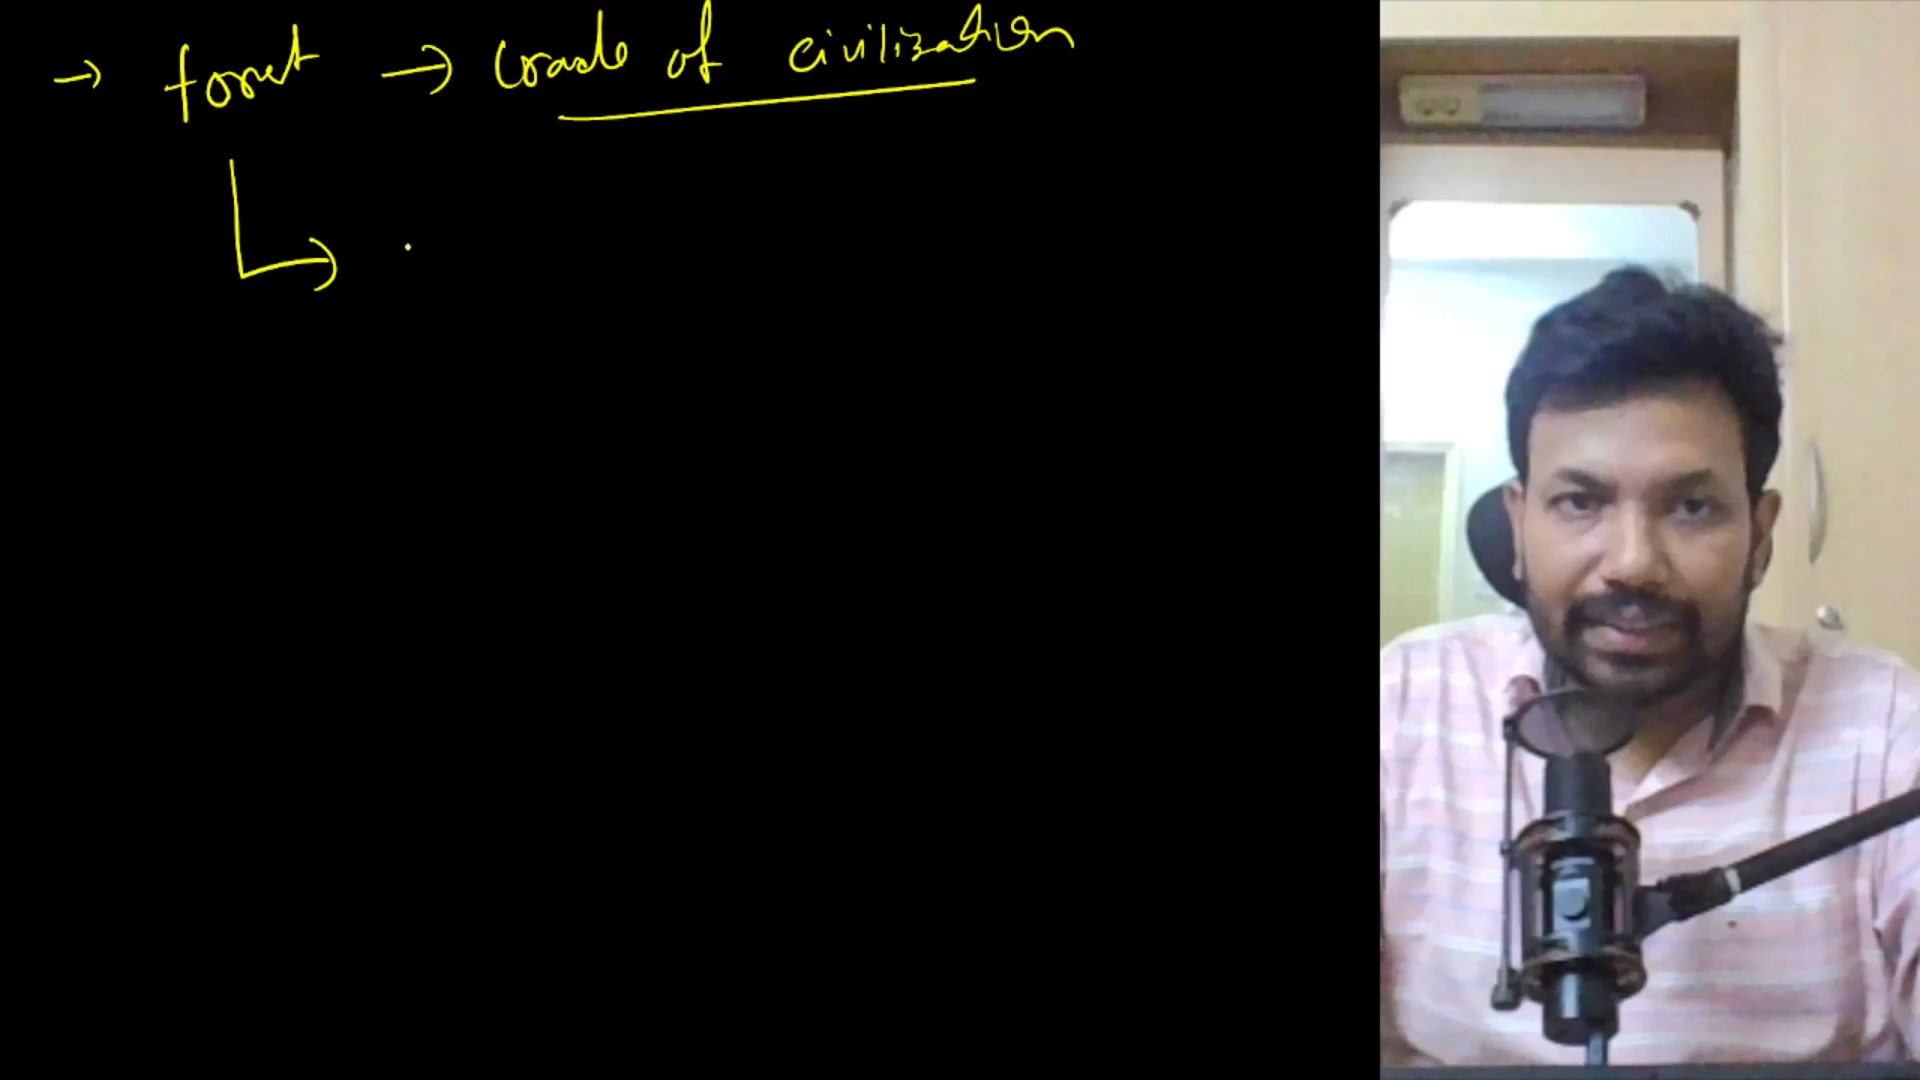 → forest → cradle of civilization